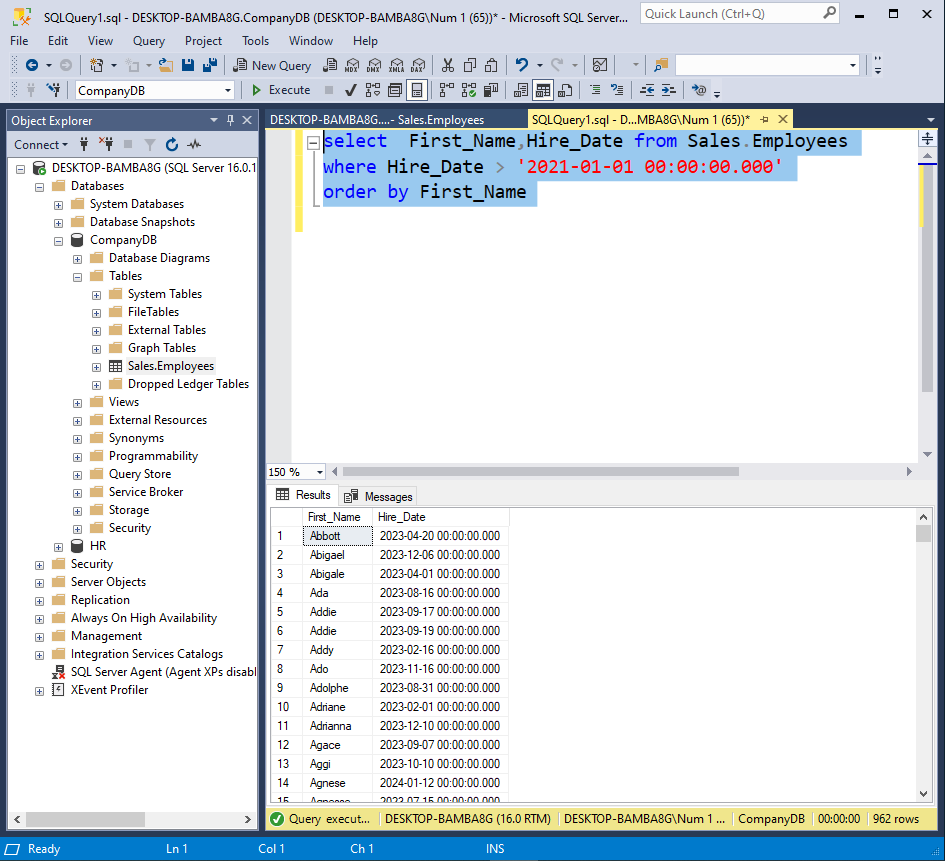 SQLQuery1.sql - DESKTOP-BAMBA8G.CompanyDB (DESKTOP-BAMBA8G\Num 1 (65))* - Microsoft SQL Server...
Quick Launch (Ctrl+Q)
File Edit View Query Project Tools Window Help
New Query MDX DMX XMLA DAX
CompanyDB Execute
Object Explorer
Connect
DESKTOP-BAMBA8G (SQL Server 16.0.1
Databases
System Databases
Database Snapshots
CompanyDB
Database Diagrams
Tables
System Tables
FileTables
External Tables
Graph Tables
Sales.Employees
Dropped Ledger Tables
Views
External Resources
Synonyms
Programmability
Query Store
Service Broker
Storage
Security
HR
Security
Server Objects
Replication
Always On High Availability
Management
Integration Services Catalogs
SQL Server Agent (Agent XPs disabl
XEvent Profiler
DESKTOP-BAMBA8G.... - Sales.Employees
SQLQuery1.sql - D...MBA8G\Num 1 (65))*
select  First_Name,Hire_Date from Sales.Employees
where Hire_Date > '2021-01-01 00:00:00.000'
order by First_Name
150 %
Results Messages
First_Name Hire_Date
1 Abbott 2023-04-20 00:00:00.000
2 Abigael 2023-12-06 00:00:00.000
3 Abigale 2023-04-01 00:00:00.000
4 Ada 2023-08-16 00:00:00.000
5 Addie 2023-09-17 00:00:00.000
6 Addie 2023-09-19 00:00:00.000
7 Addy 2023-02-16 00:00:00.000
8 Ado 2023-11-16 00:00:00.000
9 Adolphe 2023-08-31 00:00:00.000
10 Adriane 2023-02-01 00:00:00.000
11 Adrianna 2023-12-10 00:00:00.000
12 Agace 2023-09-07 00:00:00.000
13 Aggi 2023-10-10 00:00:00.000
14 Agnese 2024-01-12 00:00:00.000
15 Agnesse 2023-07-15 00:00:00.000
Query execut... DESKTOP-BAMBA8G (16.0 RTM) DESKTOP-BAMBA8G\Num 1 ... CompanyDB 00:00:00 962 rows
Ready Ln 1 Col 1 Ch 1 INS